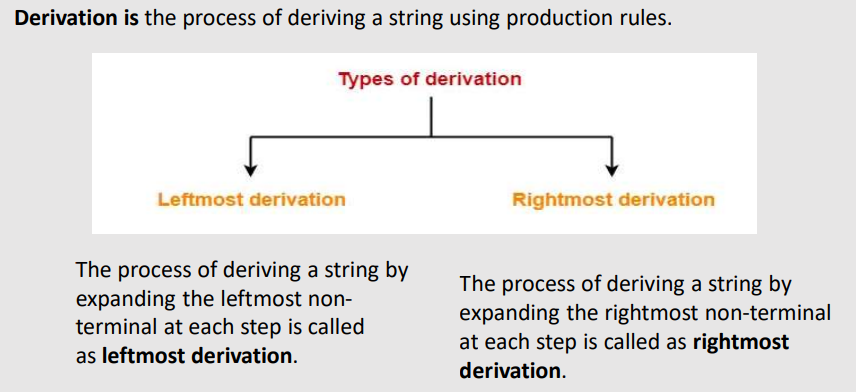 Derivation is the process of deriving a string using production rules.
Types of derivation
Leftmost derivation
Rightmost derivation
The process of deriving a string by
expanding the leftmost non-
terminal at each step is called
as leftmost derivation.
The process of deriving a string by
expanding the rightmost non-terminal
at each step is called as rightmost
derivation.